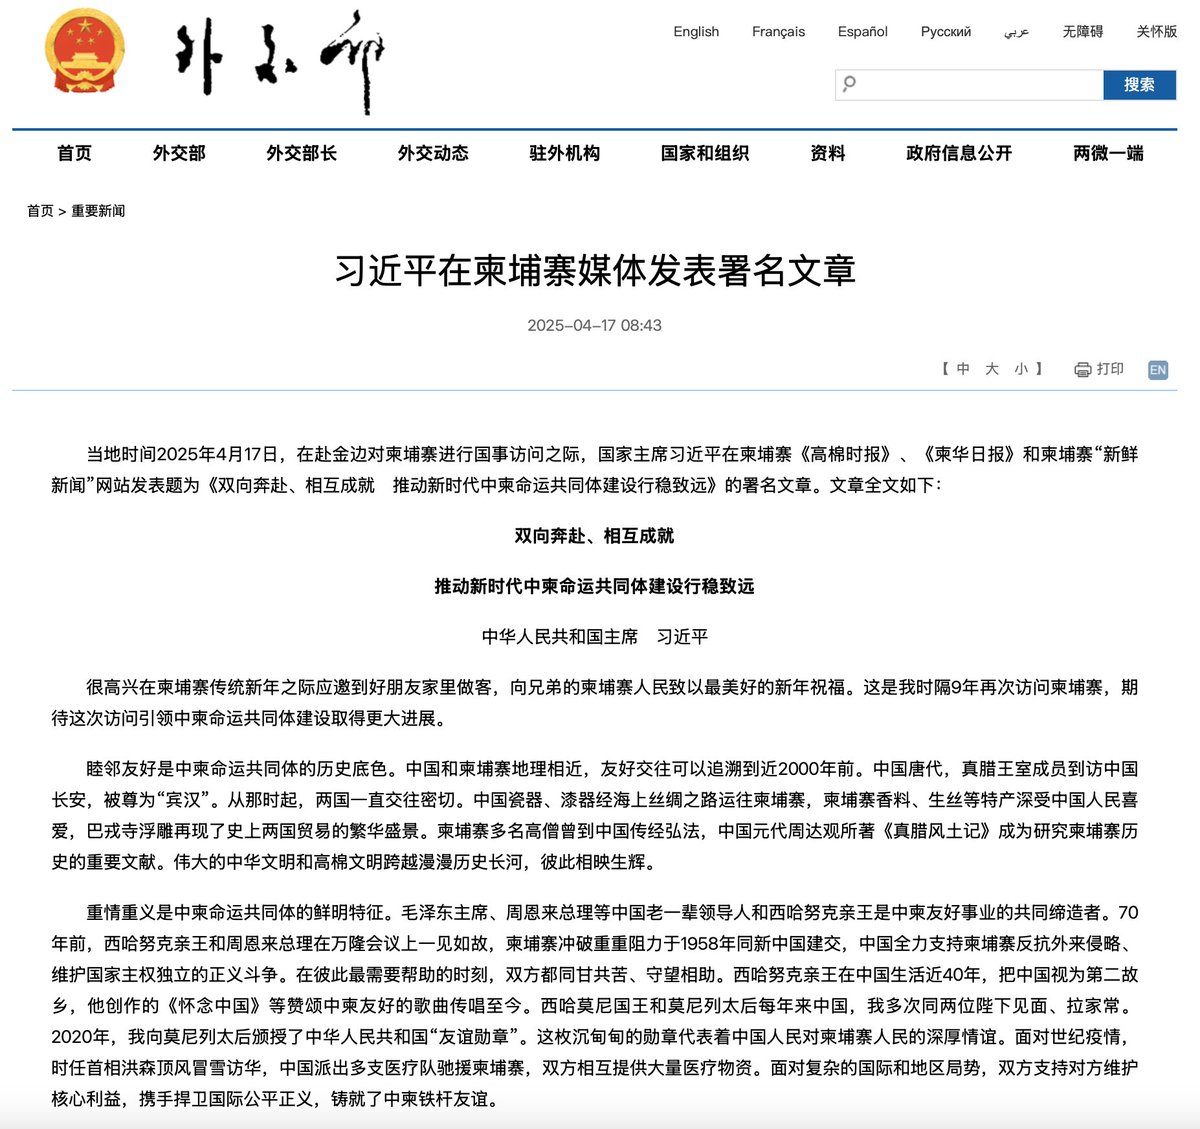 外交部
English Français Español Русский عربي 无障碍 关怀版
搜索
首页 外交部 外交部长 外交动态 驻外机构 国家和组织 资料 政府信息公开 两微一端
首页 > 重要新闻
习近平在柬埔寨媒体发表署名文章
2025-04-17 08:43
【 中 大 小 】 打印 EN
当地时间2025年4月17日，在赴金边对柬埔寨进行国事访问之际，国家主席习近平在柬埔寨《高棉时报》、《柬华日报》和柬埔寨“新鲜
新闻”网站发表题为《双向奔赴、相互成就　推动新时代中柬命运共同体建设行稳致远》的署名文章。文章全文如下：
双向奔赴、相互成就
推动新时代中柬命运共同体建设行稳致远
中华人民共和国主席　习近平
很高兴在柬埔寨传统新年之际应邀到好朋友家里做客，向兄弟的柬埔寨人民致以最美好的新年祝福。这是我时隔9年再次访问柬埔寨，期
待这次访问引领中柬命运共同体建设取得更大进展。
睦邻友好是中柬命运共同体的历史底色。中国和柬埔寨地理相近，友好交往可以追溯到近2000年前。中国唐代，真腊王室成员到访中国
长安，被尊为“宾汉”。从那时起，两国一直交往密切。中国瓷器、漆器经海上丝绸之路运往柬埔寨，柬埔寨香料、生丝等特产深受中国人民喜
爱，巴戎寺浮雕再现了史上两国贸易的繁华盛景。柬埔寨多名高僧曾到中国传经弘法，中国元代周达观所著《真腊风土记》成为研究柬埔寨历
史的重要文献。伟大的中华文明和高棉文明跨越漫漫历史长河，彼此相映生辉。
重情重义是中柬命运共同体的鲜明特征。毛泽东主席、周恩来总理等中国老一辈领导人和西哈努克亲王是中柬友好事业的共同缔造者。70
年前，西哈努克亲王和周恩来总理在万隆会议上一见如故，柬埔寨冲破重重阻力于1958年同新中国建交，中国全力支持柬埔寨反抗外来侵略、
维护国家主权独立的正义斗争。在彼此最需要帮助的时刻，双方都同甘共苦、守望相助。西哈努克亲王在中国生活近40年，把中国视为第二故
乡，他创作的《怀念中国》等赞颂中柬友好的歌曲传唱至今。西哈莫尼国王和莫尼列太后每年来中国，我多次同两位陛下见面、拉家常。
2020年，我向莫尼列太后颁授了中华人民共和国“友谊勋章”。这枚沉甸甸的勋章代表着中国人民对柬埔寨人民的深厚情谊。面对世纪疫情，
时任首相洪森顶风冒雪访华，中国派出多支医疗队驰援柬埔寨，双方相互提供大量医疗物资。面对复杂的国际和地区局势，双方支持对方维护
核心利益，携手捍卫国际公平正义，铸就了中柬铁杆友谊。